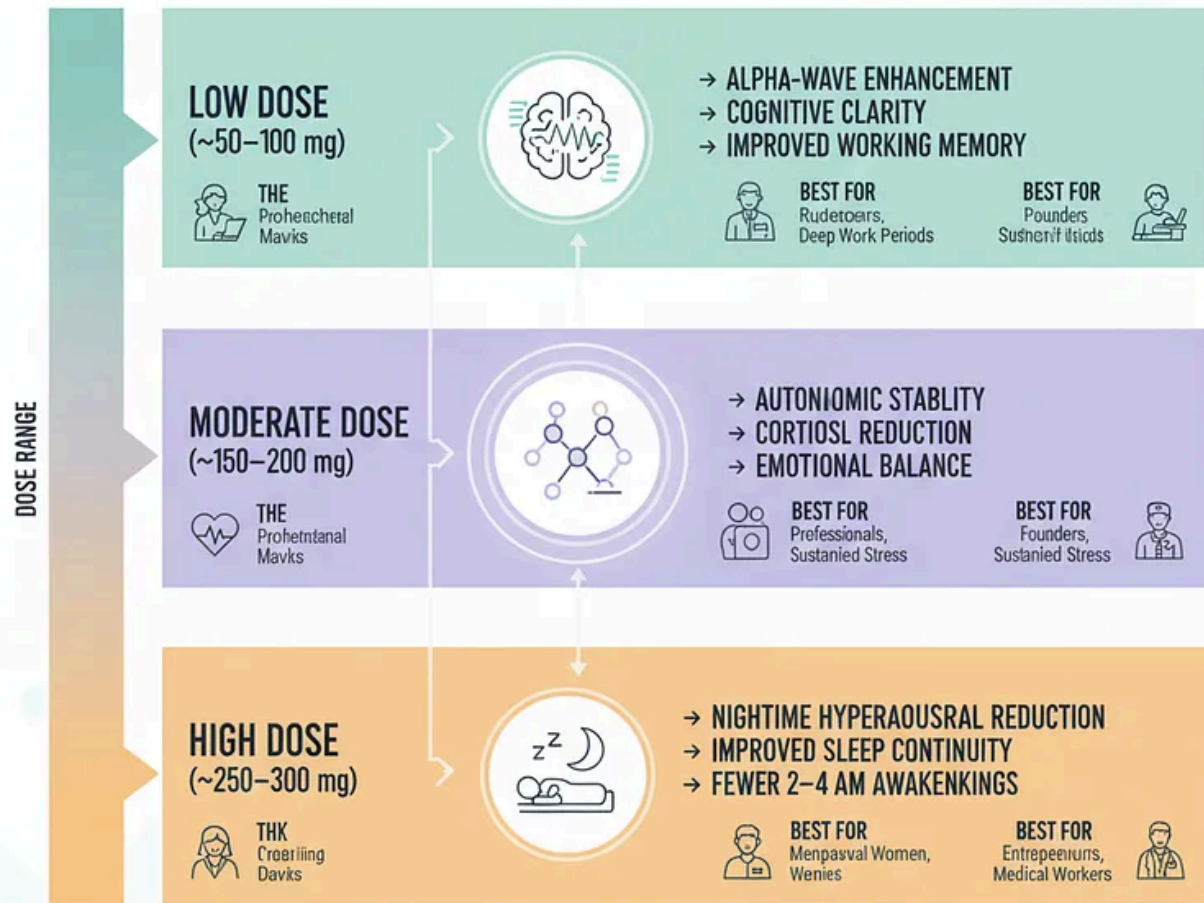 DOSE RANGE
LOW DOSE
(~50–100 mg)
THE
Maviks
→ ALPHA-WAVE ENHANCEMENT
→ COGNITIVE CLARITY
→ IMPROVED WORKING MEMORY
BEST FOR
Deep Work Periods
BEST FOR
Pounders
MODERATE DOSE
(~150–200 mg)
THE
Mavks
→ AUTONIOMIC STABLITY
→ CORTIOSL REDUCTION
→ EMOTIONAL BALANCE
BEST FOR
Prefessionals,
Sustanied Stress
BEST FOR
Founders,
Sustanied Stress
HIGH DOSE
(~250–300 mg)
THK
Davks
→ NIGHTIME HYPERAOUSRAL REDUCTION
→ IMPROVED SLEEP CONTINUITY
→ FEWER 2–4 AM AWAKENKINGS
BEST FOR
Menpasval Women,
Wenies
BEST FOR
Medical Workers